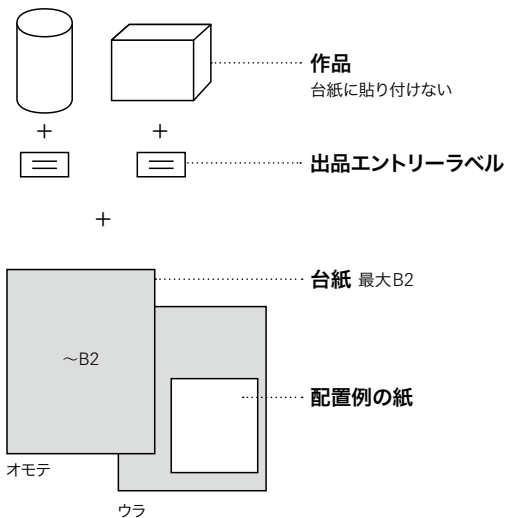 作品
台紙に貼り付けない
+ +
出品エントリーラベル
+
台紙 最大B2
〜B2
配置例の紙
オモテ
ウラ